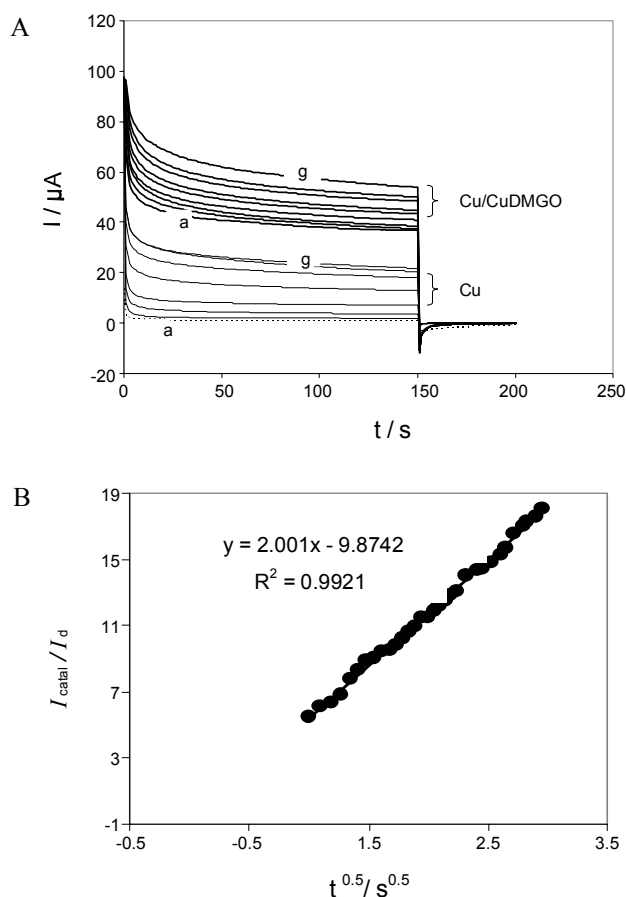 A
120
100
80
60
40
20
0
-20
I / µA
g
a
Cu/CuDMGO
g
a
Cu
0 50 100 150 200 250
t / s
B
19
15
11
7
3
-1
I catal / I d
y = 2.001x - 9.8742
R² = 0.9921
-0.5 -0.5 1.5 2.5 3.5
t 0.5 / s 0.5